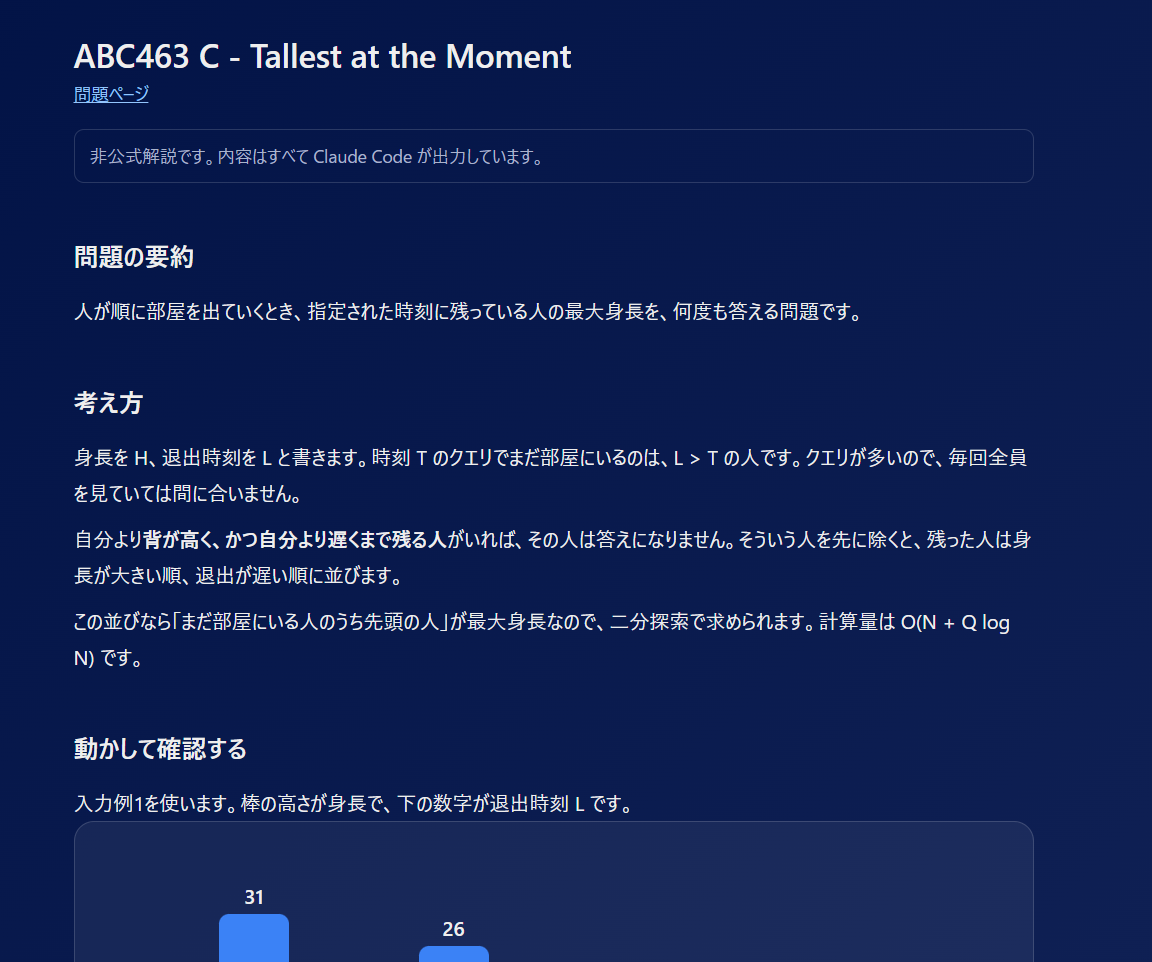 ABC463 C - Tallest at the Moment
問題ページ
非公式解説です。内容はすべて Claude Code が出力しています。
問題の要約
人が順に部屋を出ていくとき、指定された時刻に残っている人の最大身長を、何度も答える問題です。
考え方
身長を H、退出時刻を L と書きます。時刻 T のクエリでまだ部屋にいるのは、L > T の人です。クエリが多いので、毎回全員
を見ていては間に合いません。
自分より背が高く、かつ自分より遅くまで残る人がいれば、その人は答えになりません。そういう人を先に除くと、残った人は身
長が大きい順、退出が遅い順に並びます。
この並びなら「まだ部屋にいる人のうち先頭の人」が最大身長なので、二分探索で求められます。計算量は O(N + Q log
N) です。
動かして確認する
入力例1を使います。棒の高さが身長で、下の数字が退出時刻 L です。
31
26